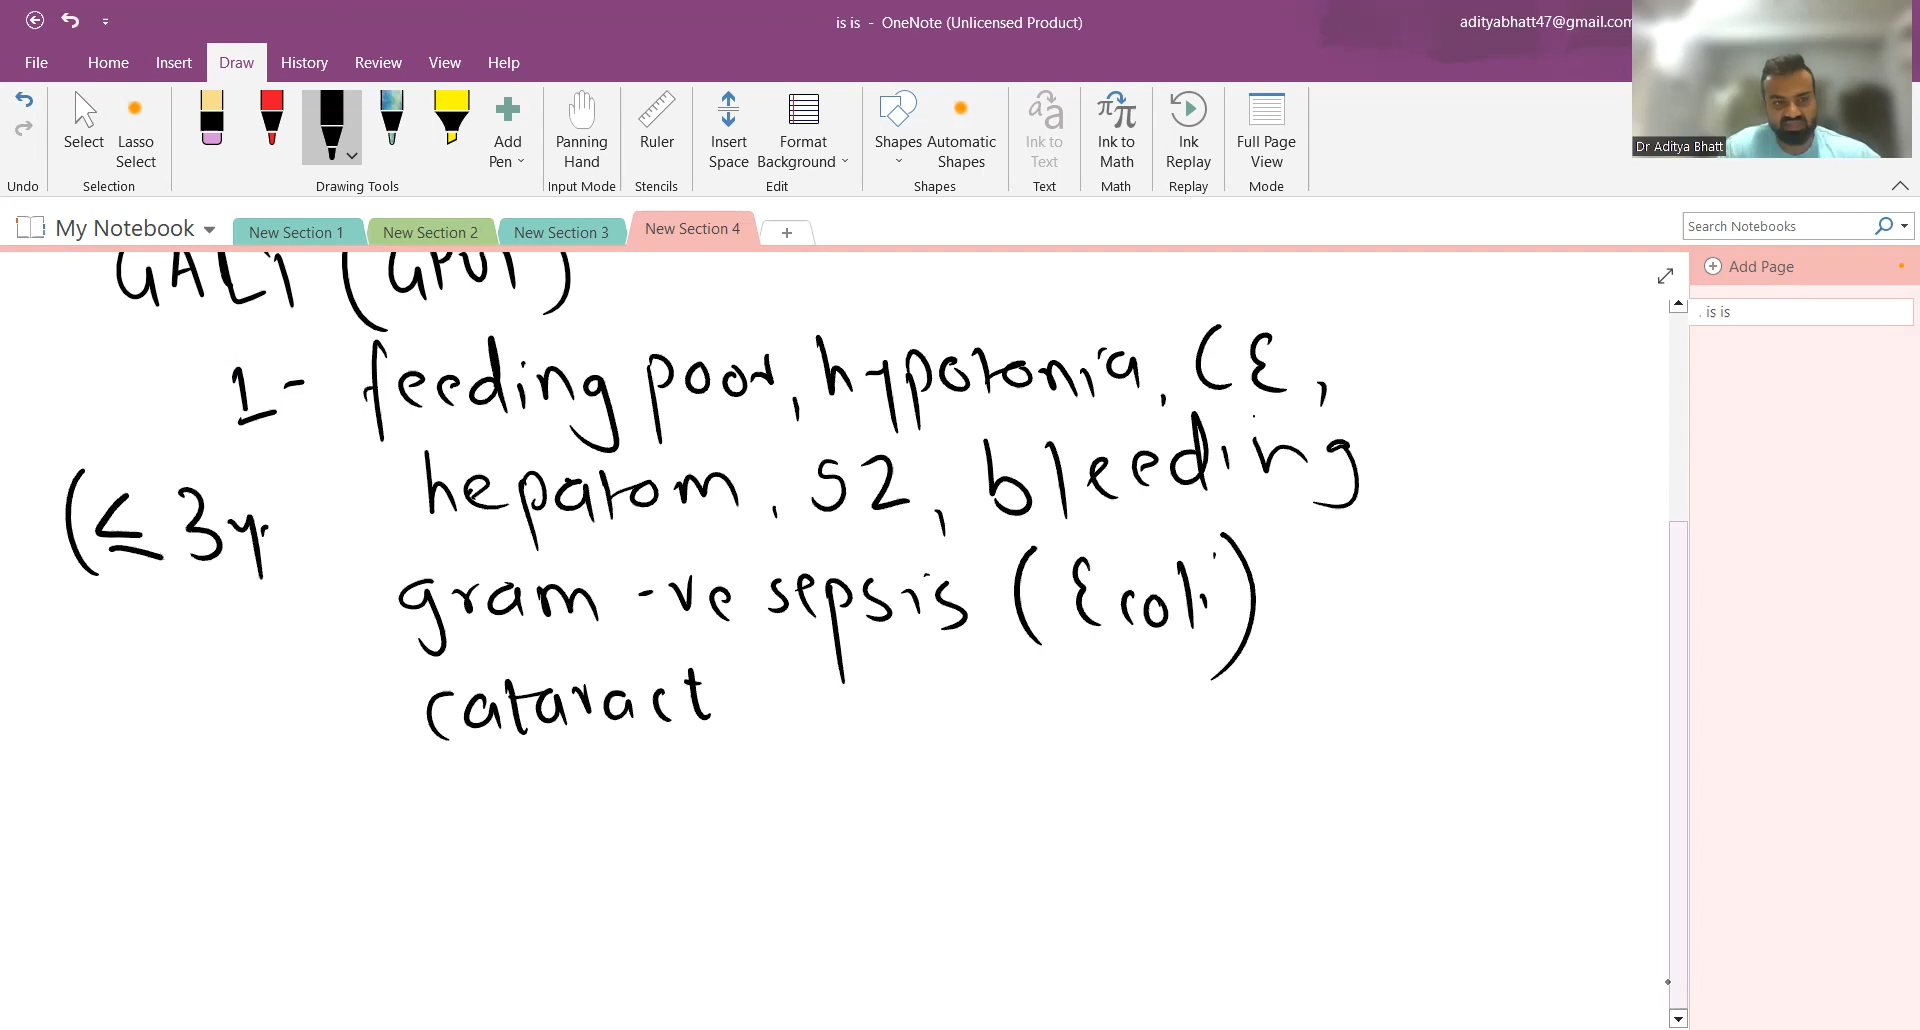 is is - OneNote (Unlicensed Product)
adityabhatt47@gmail.com
File Home Insert Draw History Review View Help
Select
Lasso Select
Add Pen
Panning Hand
Ruler
Insert Space
Format Background
Shapes
Automatic Shapes
Ink to Text
Ink to Math
Ink Replay
Full Page View
Undo Selection Drawing Tools Input Mode Stencils Edit Shapes Text Math Replay Mode
Dr Aditya Bhatt
My Notebook New Section 1 New Section 2 New Section 3 New Section 4
Search Notebooks
Add Page
is is
GALT (GPUT)
1- feeding poor, hypotonia, CE,
hepatom, SZ, bleeding
(≤ 3y
gram -ve sepsis (Ecoli)
cataract